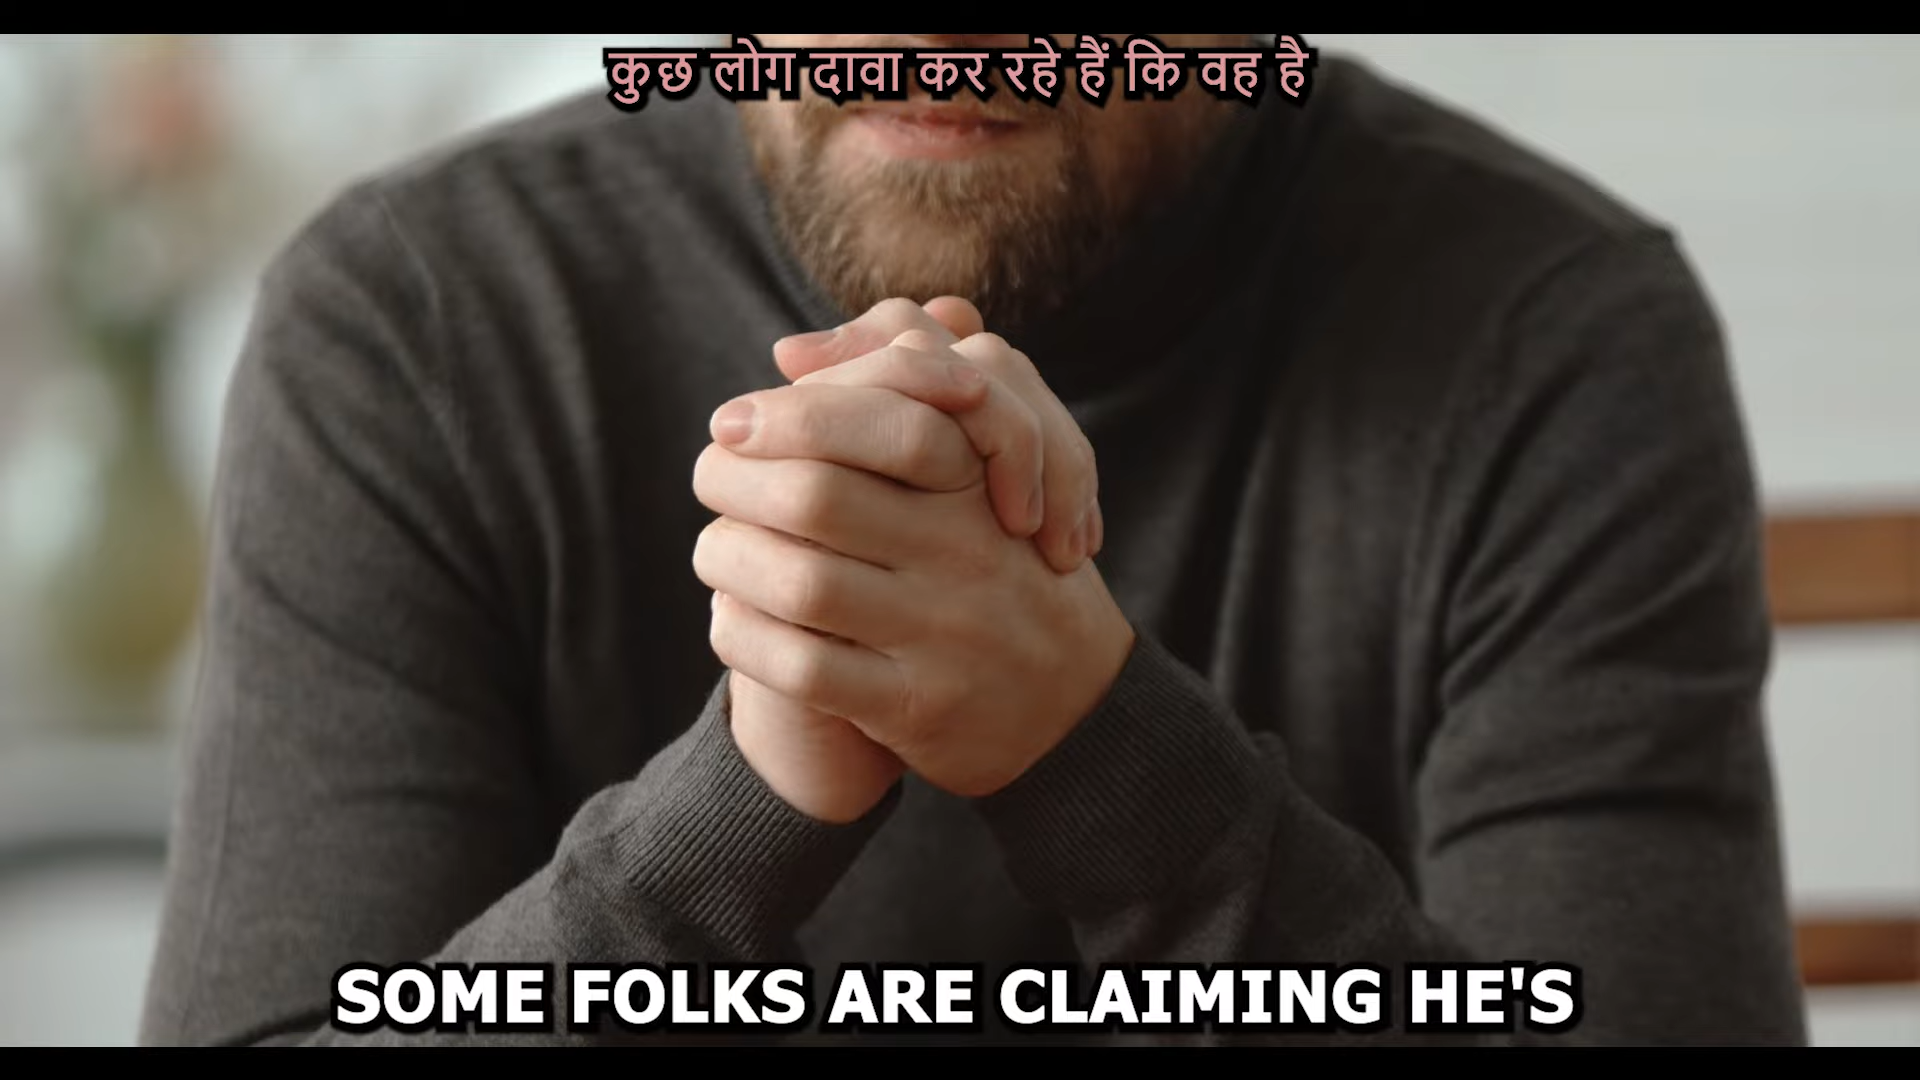 कुछ लोग दावा कर रहे हैं कि वह है
SOME FOLKS ARE CLAIMING HE'S